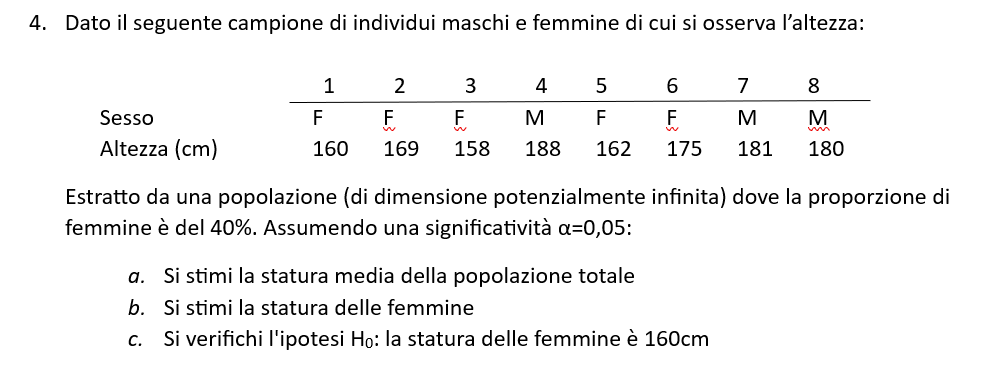 4. Dato il seguente campione di individui maschi e femmine di cui si osserva l’altezza:
1 2 3 4 5 6 7 8
Sesso F F F M F F M M
Altezza (cm) 160 169 158 188 162 175 181 180
Estratto da una popolazione (di dimensione potenzialmente infinita) dove la proporzione di
femmine è del 40%. Assumendo una significatività α=0,05:
a. Si stimi la statura media della popolazione totale
b. Si stimi la statura delle femmine
c. Si verifichi l'ipotesi H₀: la statura delle femmine è 160cm